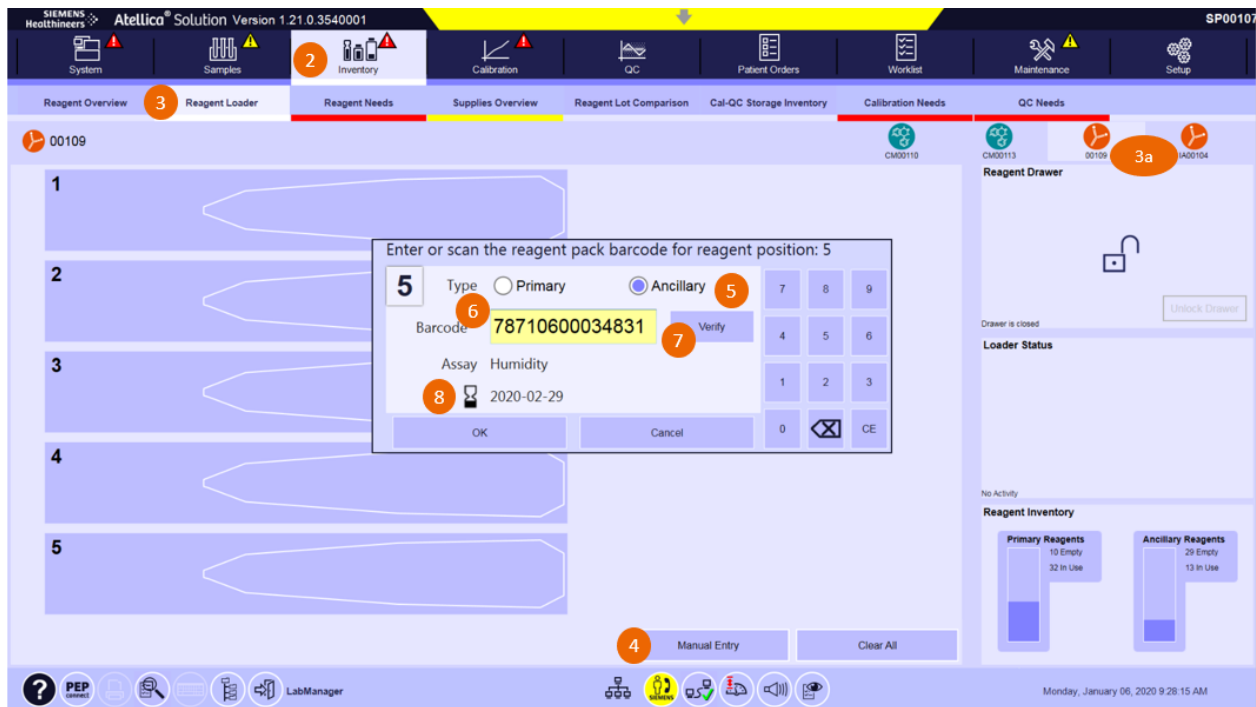 SIEMENS
Healthineers
Atellica® Solution Version 1.21.0.3540001
SP00107
System
Samples
2
Inventory
Calibration
QC
Patient Orders
Worklist
Maintenance
Setup
Reagent Overview
3
Reagent Loader
Reagent Needs
Supplies Overview
Reagent Lot Comparison
Cal-QC Storage Inventory
Calibration Needs
QC Needs
00109
CM00110
CM00113
00109
3a
IA00104
1
2
3
4
5
Enter or scan the reagent pack barcode for reagent position: 5
5
Type
Primary
Ancillary
5
6
Barcode
78710600034831
7
Verify
Assay Humidity
8
2020-02-29
OK
Cancel
7 8 9
4 5 6
1 2 3
0 CE
Reagent Drawer
Unlock Drawer
Drawer is closed
Loader Status
No Activity
Reagent Inventory
Primary Reagents
10 Empty
32 In Use
Ancillary Reagents
29 Empty
13 In Use
4
Manual Entry
Clear All
?
PEP
connect
LabManager
SIEMENS
Monday, January 06, 2020 9:28:15 AM